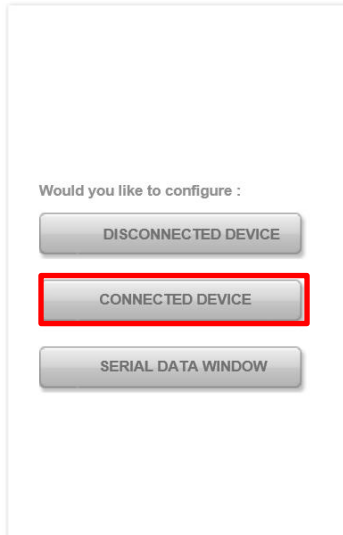 Would you like to configure :
DISCONNECTED DEVICE
CONNECTED DEVICE
SERIAL DATA WINDOW